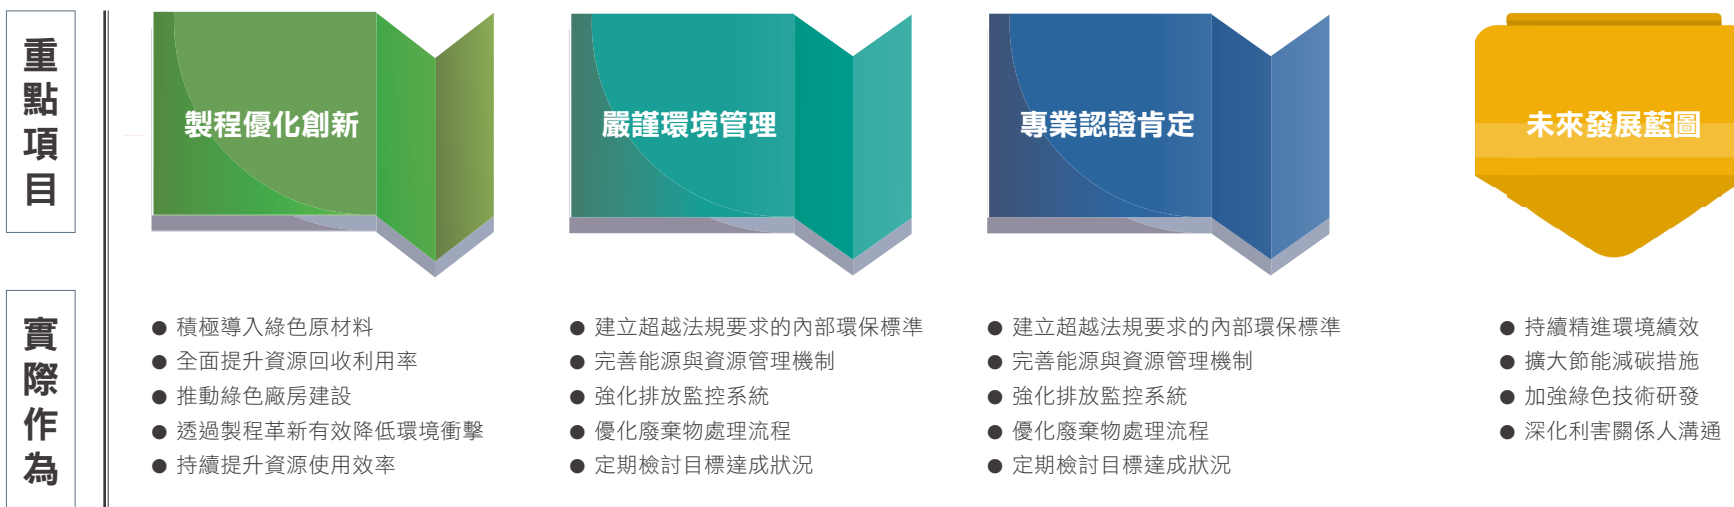 重點項目
製程優化創新
嚴謹環境管理
專業認證肯定
未來發展藍圖
實際作為
● 積極導入綠色原材料
● 全面提升資源回收利用率
● 推動綠色廠房建設
● 透過製程革新有效降低環境衝擊
● 持續提升資源使用效率
● 建立超越法規要求的內部環保標準
● 完善能源與資源管理機制
● 強化排放監控系統
● 優化廢棄物處理流程
● 定期檢討目標達成狀況
● 建立超越法規要求的內部環保標準
● 完善能源與資源管理機制
● 強化排放監控系統
● 優化廢棄物處理流程
● 定期檢討目標達成狀況
● 持續精進環境績效
● 擴大節能減碳措施
● 加強綠色技術研發
● 深化利害關係人溝通